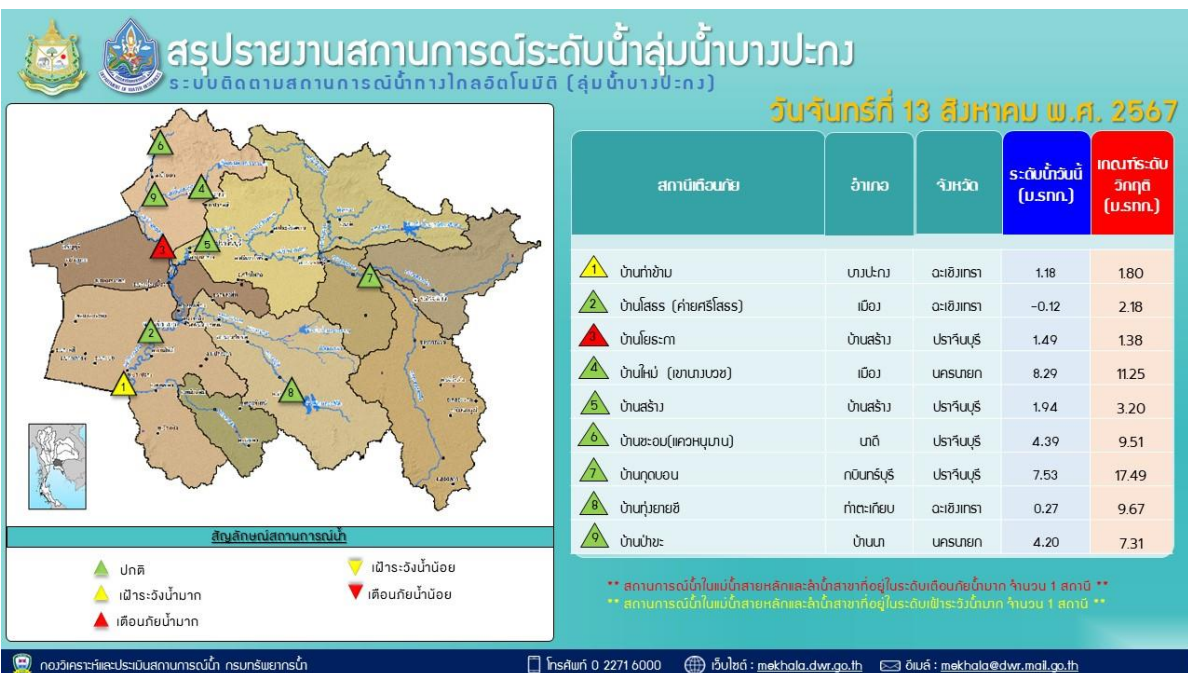 สรุปรายงานสถานการณ์ระดับน้ำลุ่มน้ำบางปะกง
ระบบติดตามสถานการณ์น้ำทางไกลอัตโนมัติ (ลุ่มน้ำบางปะกง)
วันจันทร์ที่ 13 สิงหาคม พ.ศ. 2567
สถานีเตือนภัย อำเภอ จังหวัด ระดับน้ำวันนี้ (ม.รทก.) เกณฑ์ระดับวิกฤติ (ม.รทก.)
1 บ้านท่าข้าม บางปะกง ฉะเชิงเทรา 1.18 1.80
2 บ้านโสธร (ค่ายศรีโสธร) เมือง ฉะเชิงเทรา -0.12 2.18
3 บ้านโยธะกา บ้านสร้าง ปราจีนบุรี 1.49 1.38
4 บ้านใหม่ (เขานางบวช) เมือง นครนายก 8.29 11.25
5 บ้านสร้าง บ้านสร้าง ปราจีนบุรี 1.94 3.20
6 บ้านชะอม(แควหนุมาน) นาดี ปราจีนบุรี 4.39 9.51
7 บ้านกุดบอน กบินทร์บุรี ปราจีนบุรี 7.53 17.49
8 บ้านทุ่งยายชี ท่าตะเกียบ ฉะเชิงเทรา 0.27 9.67
9 บ้านป่าขะ บ้านนา นครนายก 4.20 7.31
** สถานการณ์น้ำในแม่น้ำสายหลักและลำน้ำสาขาที่อยู่ในระดับเตือนภัยน้ำมาก จำนวน 1 สถานี **
** สถานการณ์น้ำในแม่น้ำสายหลักและลำน้ำสาขาที่อยู่ในระดับเฝ้าระวังน้ำมาก จำนวน 1 สถานี **
6
9
4
3
5
7
2
1
8
สัญลักษณ์สถานการณ์น้ำ
ปกติ
เฝ้าระวังน้ำน้อย
เฝ้าระวังน้ำมาก
เตือนภัยน้ำน้อย
เตือนภัยน้ำมาก
กองวิเคราะห์และประเมินสถานการณ์น้ำ กรมทรัพยากรน้ำ
โทรศัพท์ 0 2271 6000 เว็บไซต์ : mekhala.dwr.go.th อีเมล์ : mekhala@dwr.mail.go.th